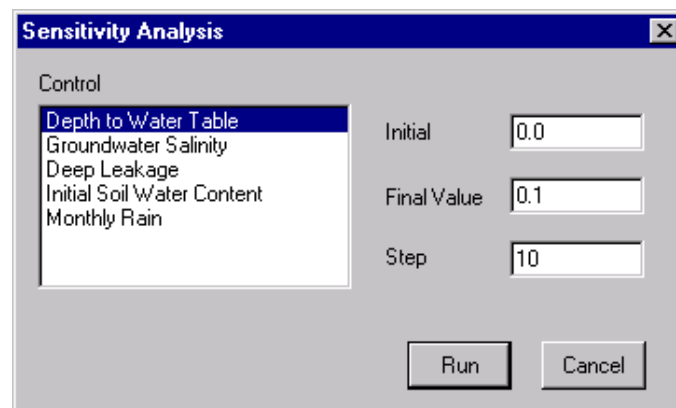 Sensitivity Analysis
Control
Depth to Water Table
Groundwater Salinity
Deep Leakage
Initial Soil Water Content
Monthly Rain
Initial 0.0
Final Value 0.1
Step 10
Run Cancel